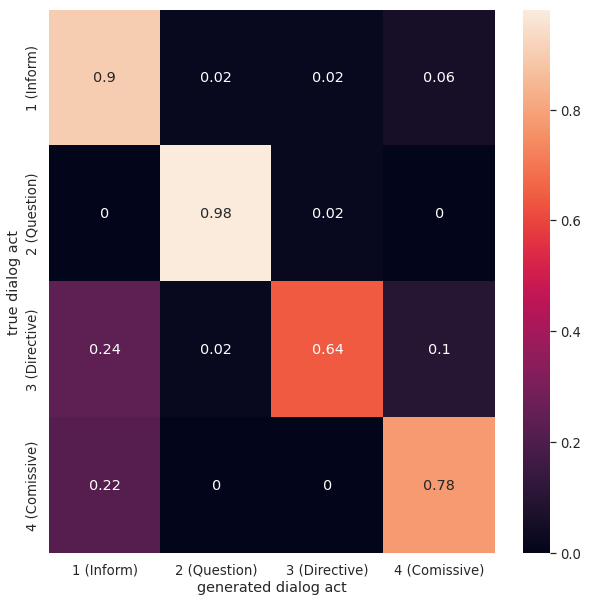 true dialog act
1 (Inform)
2 (Question)
3 (Directive)
4 (Comissive)
0.9 0.02 0.02 0.06
0 0.98 0.02 0
0.24 0.02 0.64 0.1
0.22 0 0 0.78
1 (Inform) 2 (Question) 3 (Directive) 4 (Comissive)
generated dialog act
0.8
0.6
0.4
0.2
0.0